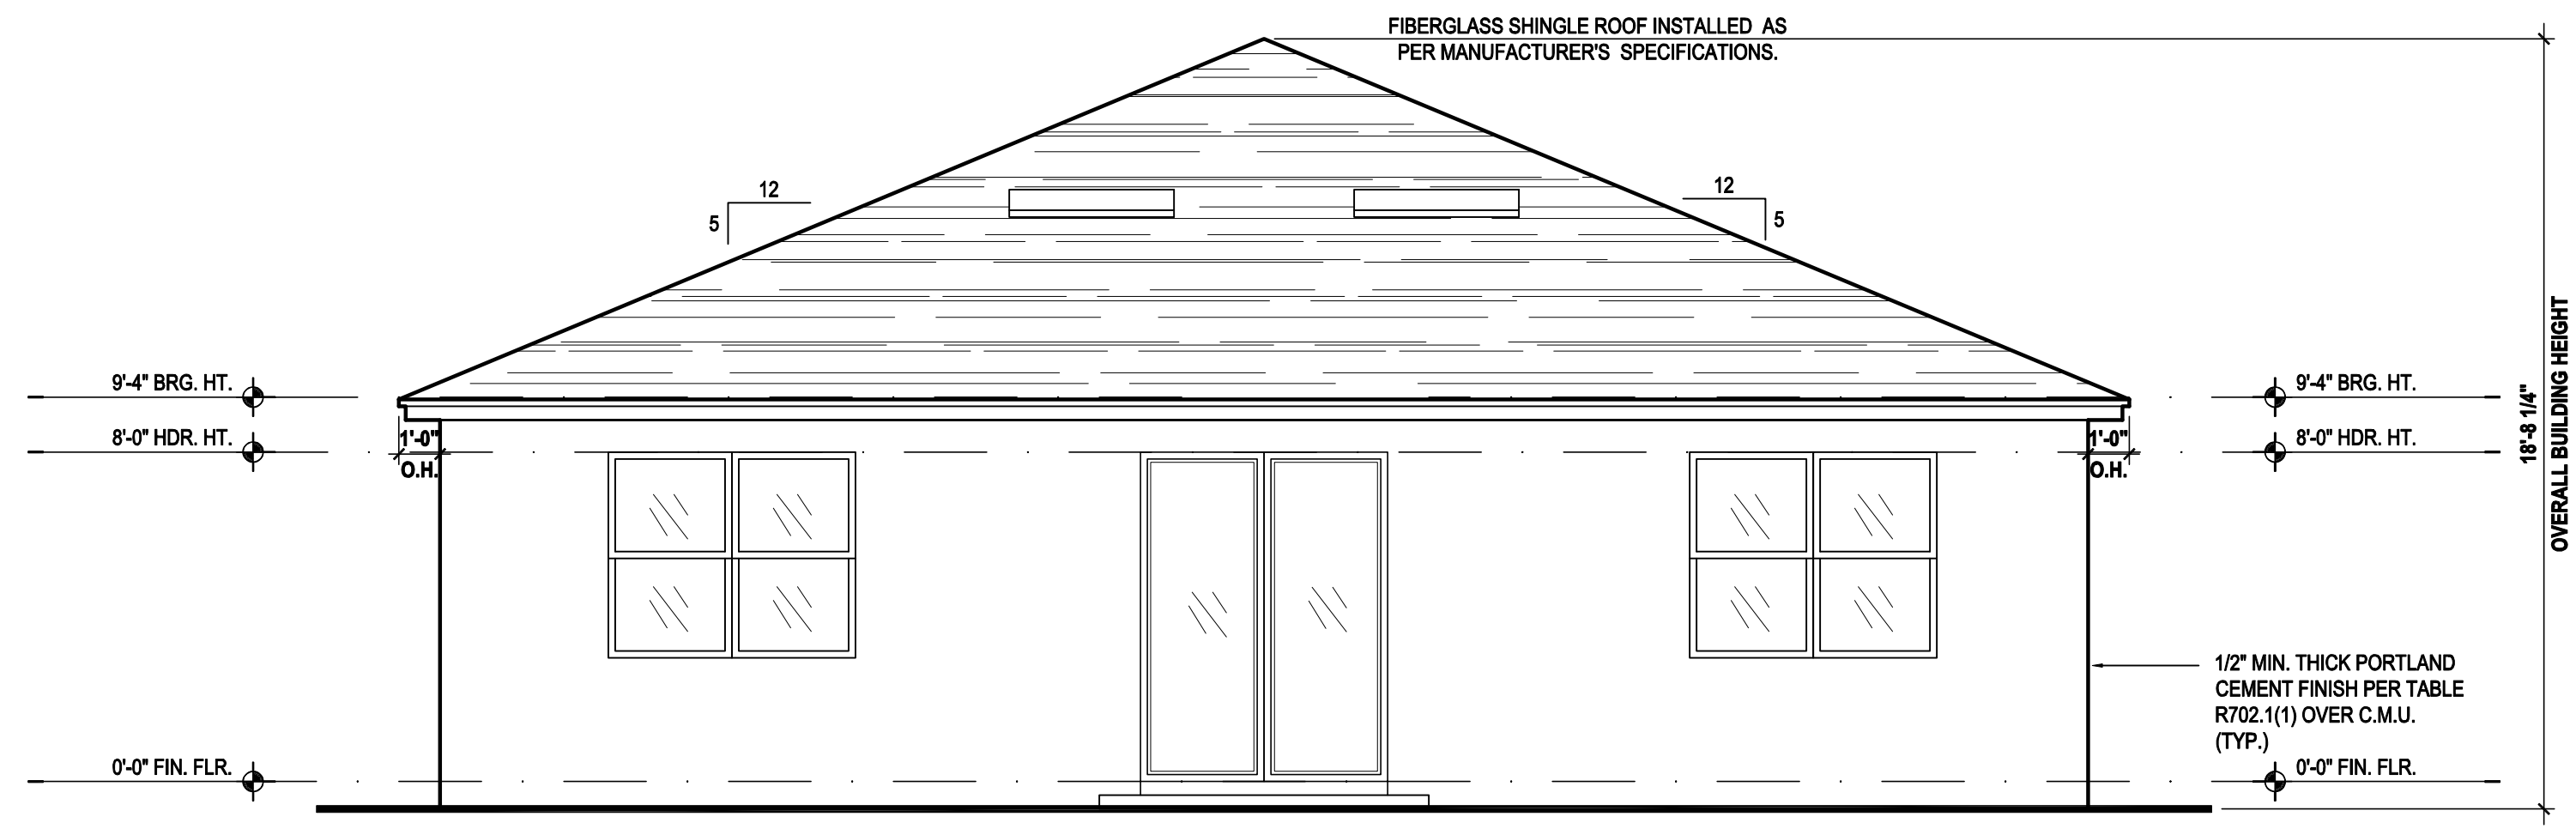 FIBERGLASS SHINGLE ROOF INSTALLED AS
PER MANUFACTURER'S SPECIFICATIONS.
12
5
12
5
9'-4" BRG. HT.
8'-0" HDR. HT.
1'-0"
O.H.
1'-0"
O.H.
9'-4" BRG. HT.
8'-0" HDR. HT.
18'-8 1/4"
OVERALL BUILDING HEIGHT
1/2" MIN. THICK PORTLAND
CEMENT FINISH PER TABLE
R702.1(1) OVER C.M.U.
(TYP.)
0'-0" FIN. FLR.
0'-0" FIN. FLR.